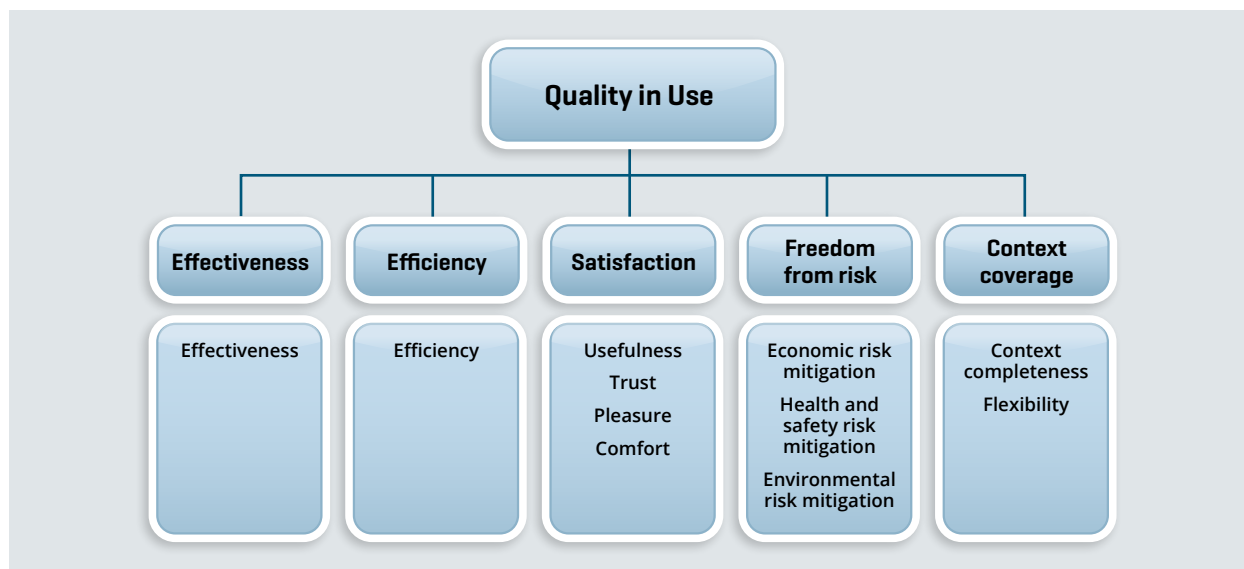 Quality in Use
Effectiveness
Efficiency
Satisfaction
Freedom
from risk
Context
coverage
Effectiveness
Efficiency
Usefulness
Trust
Pleasure
Comfort
Economic risk
mitigation
Health and
safety risk
mitigation
Environmental
risk mitigation
Context
completeness
Flexibility